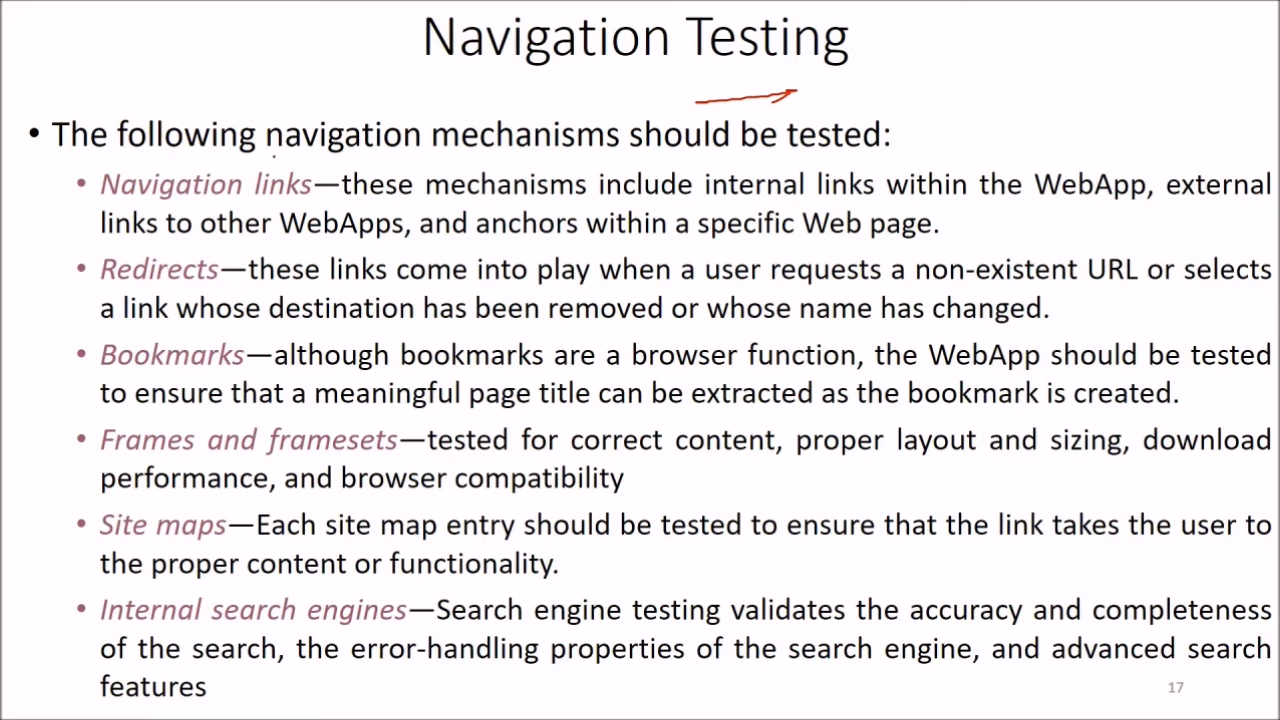 Navigation Testing
• The following navigation mechanisms should be tested:
• Navigation links—these mechanisms include internal links within the WebApp, external
links to other WebApps, and anchors within a specific Web page.
• Redirects—these links come into play when a user requests a non-existent URL or selects
a link whose destination has been removed or whose name has changed.
• Bookmarks—although bookmarks are a browser function, the WebApp should be tested
to ensure that a meaningful page title can be extracted as the bookmark is created.
• Frames and framesets—tested for correct content, proper layout and sizing, download
performance, and browser compatibility
• Site maps—Each site map entry should be tested to ensure that the link takes the user to
the proper content or functionality.
• Internal search engines—Search engine testing validates the accuracy and completeness
of the search, the error-handling properties of the search engine, and advanced search
features
17